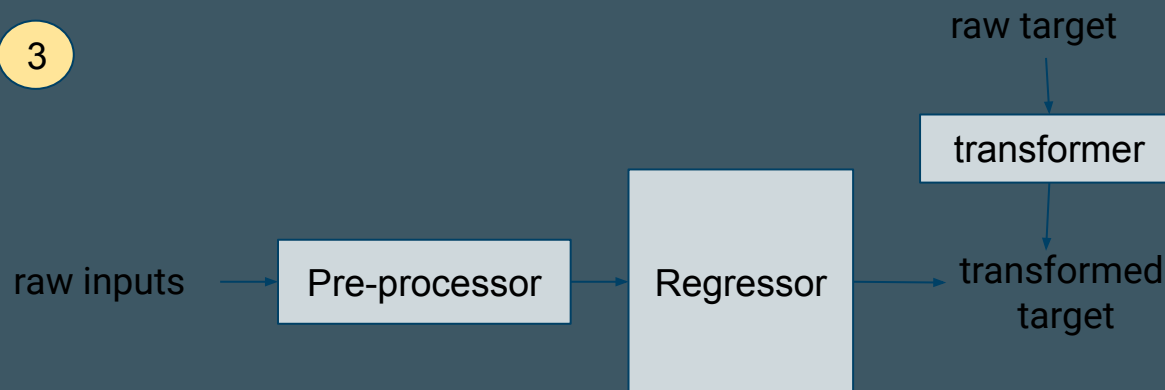 3
raw target
transformer
raw inputs
Pre-processor
Regressor
transformed
target